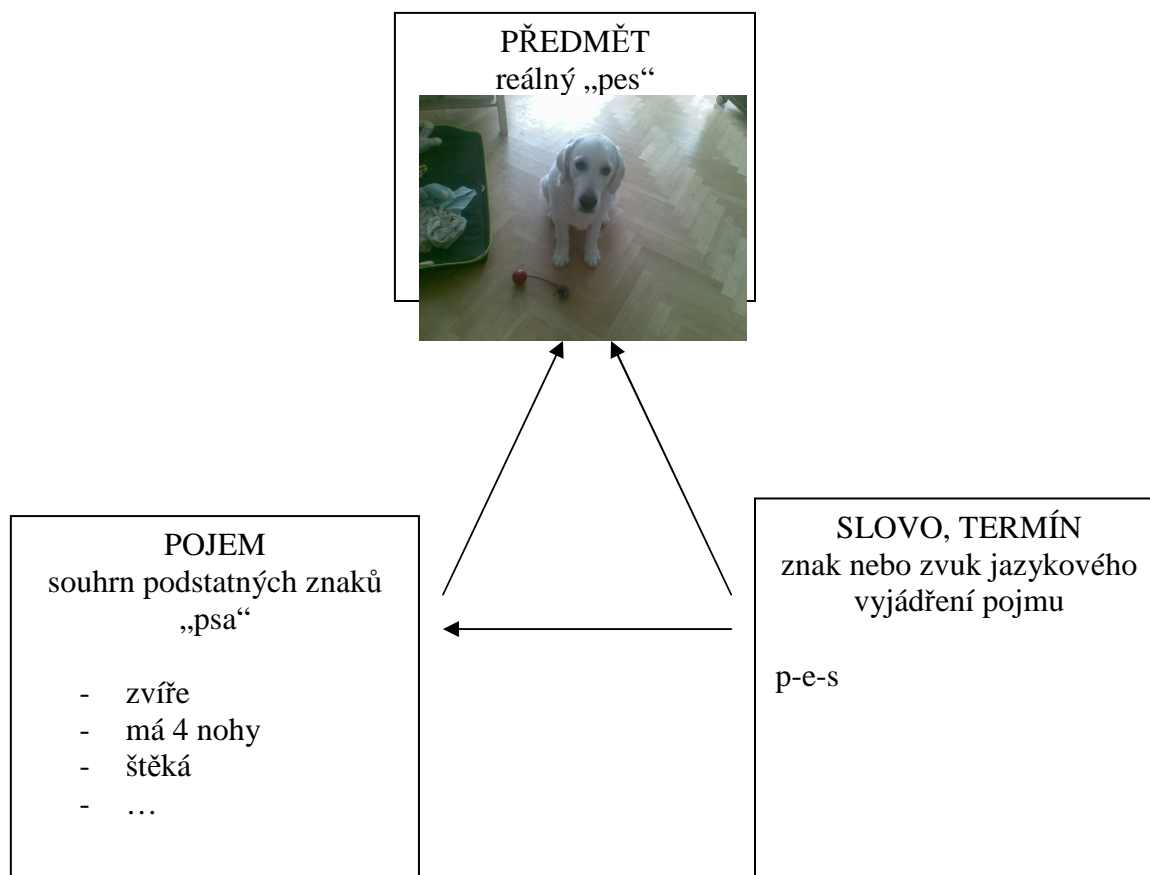 PŘEDMĚT
reálný „pes“
POJEM
souhrn podstatných znaků
„psa“
- zvíře
- má 4 nohy
- štěká
- …
SLOVO, TERMÍN
znak nebo zvuk jazykového
vyjádření pojmu
p-e-s